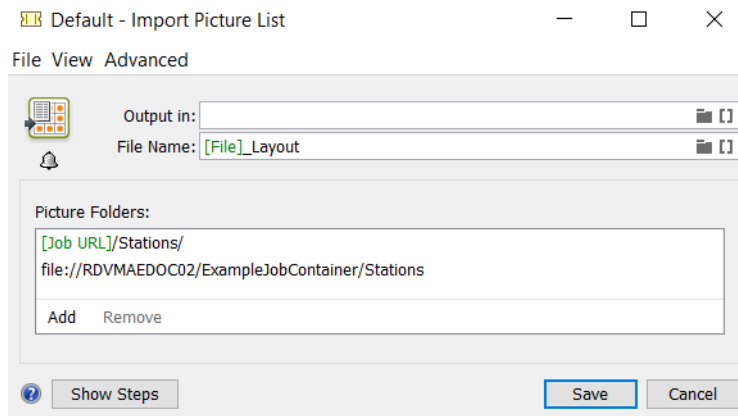 Default - Import Picture List
File View Advanced
Output in:
File Name: [File]_Layout
Picture Folders:
[Job URL]/Stations/
file://RDVMAEDOC02/ExampleJobContainer/Stations
Add Remove
Show Steps Save Cancel